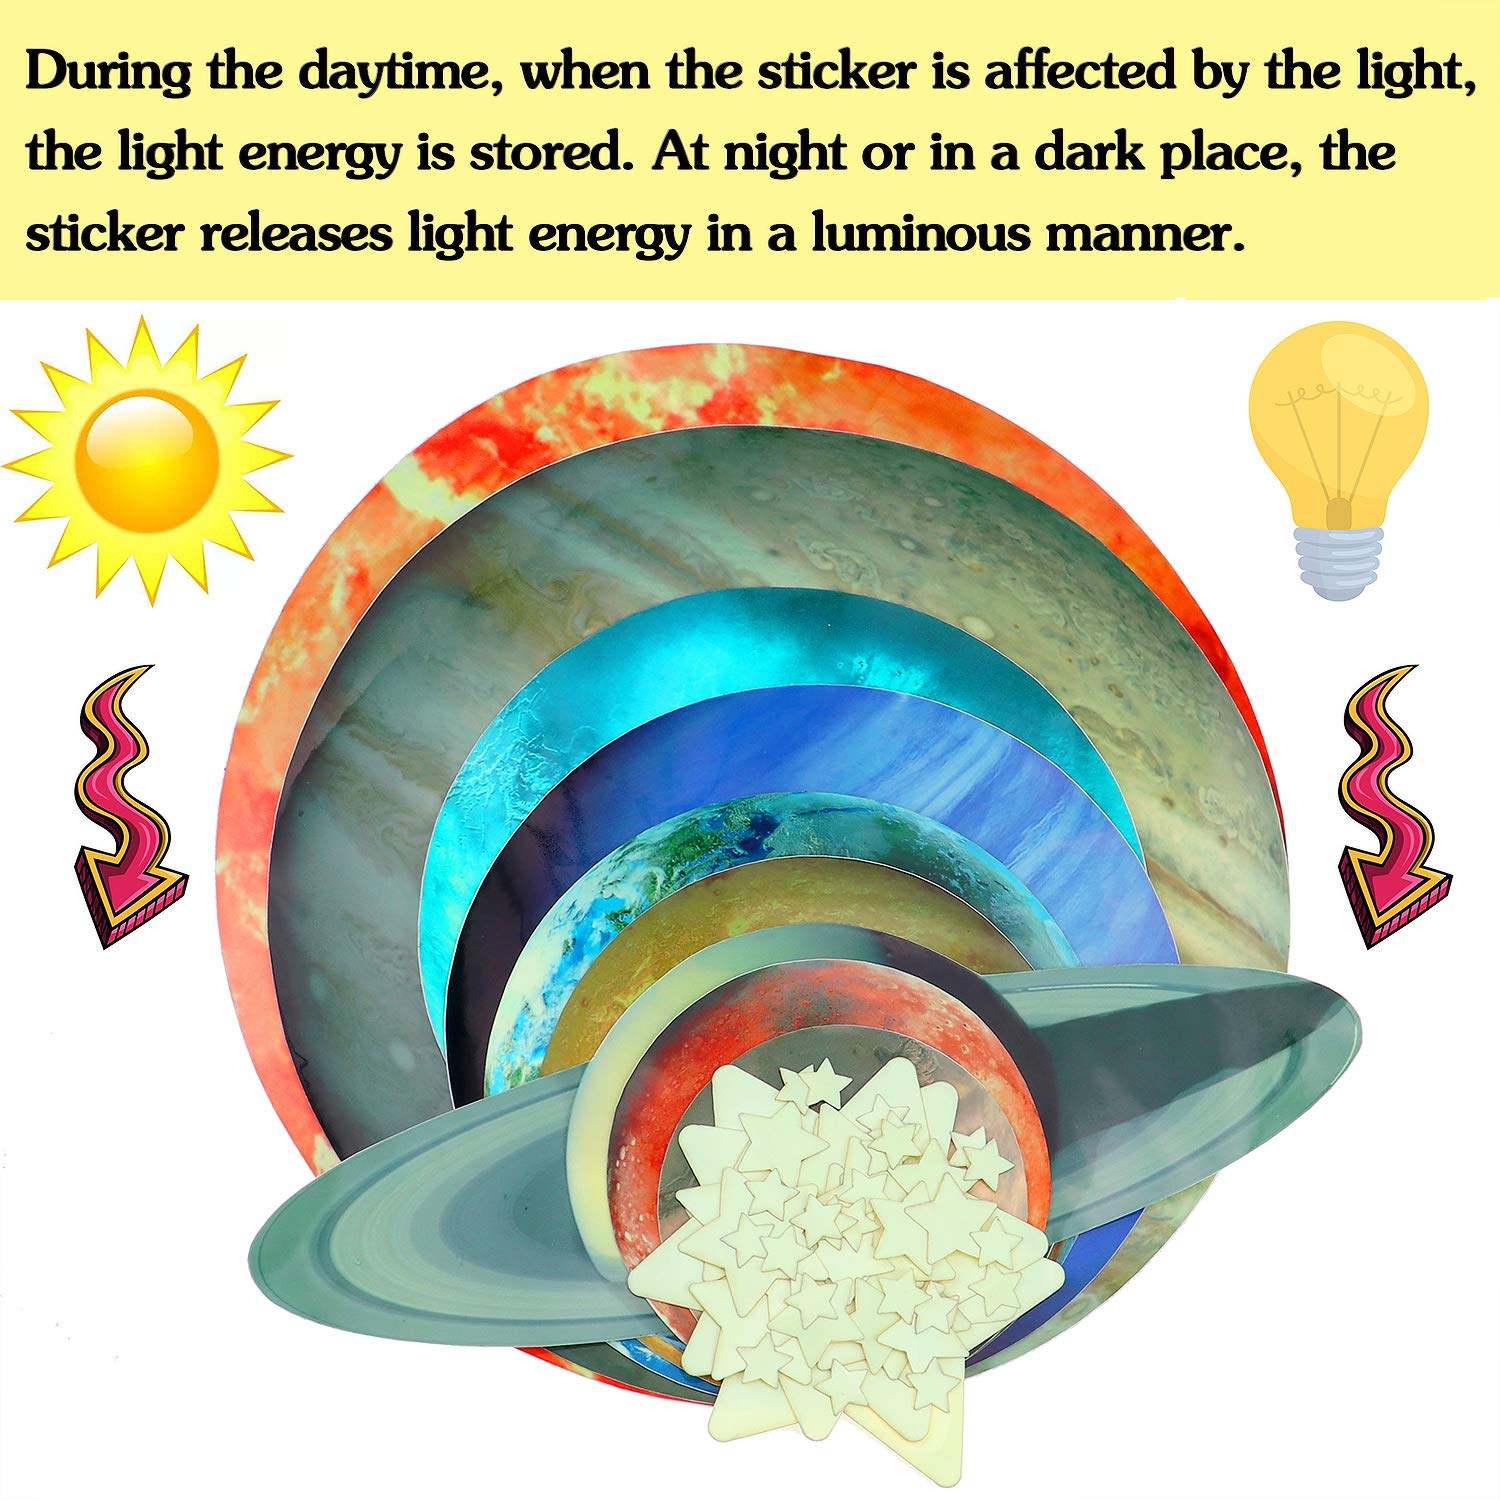 During the daytime, when the sticker is affected by the light,
the light energy is stored. At night or in a dark place, the
sticker releases light energy in a luminous manner.